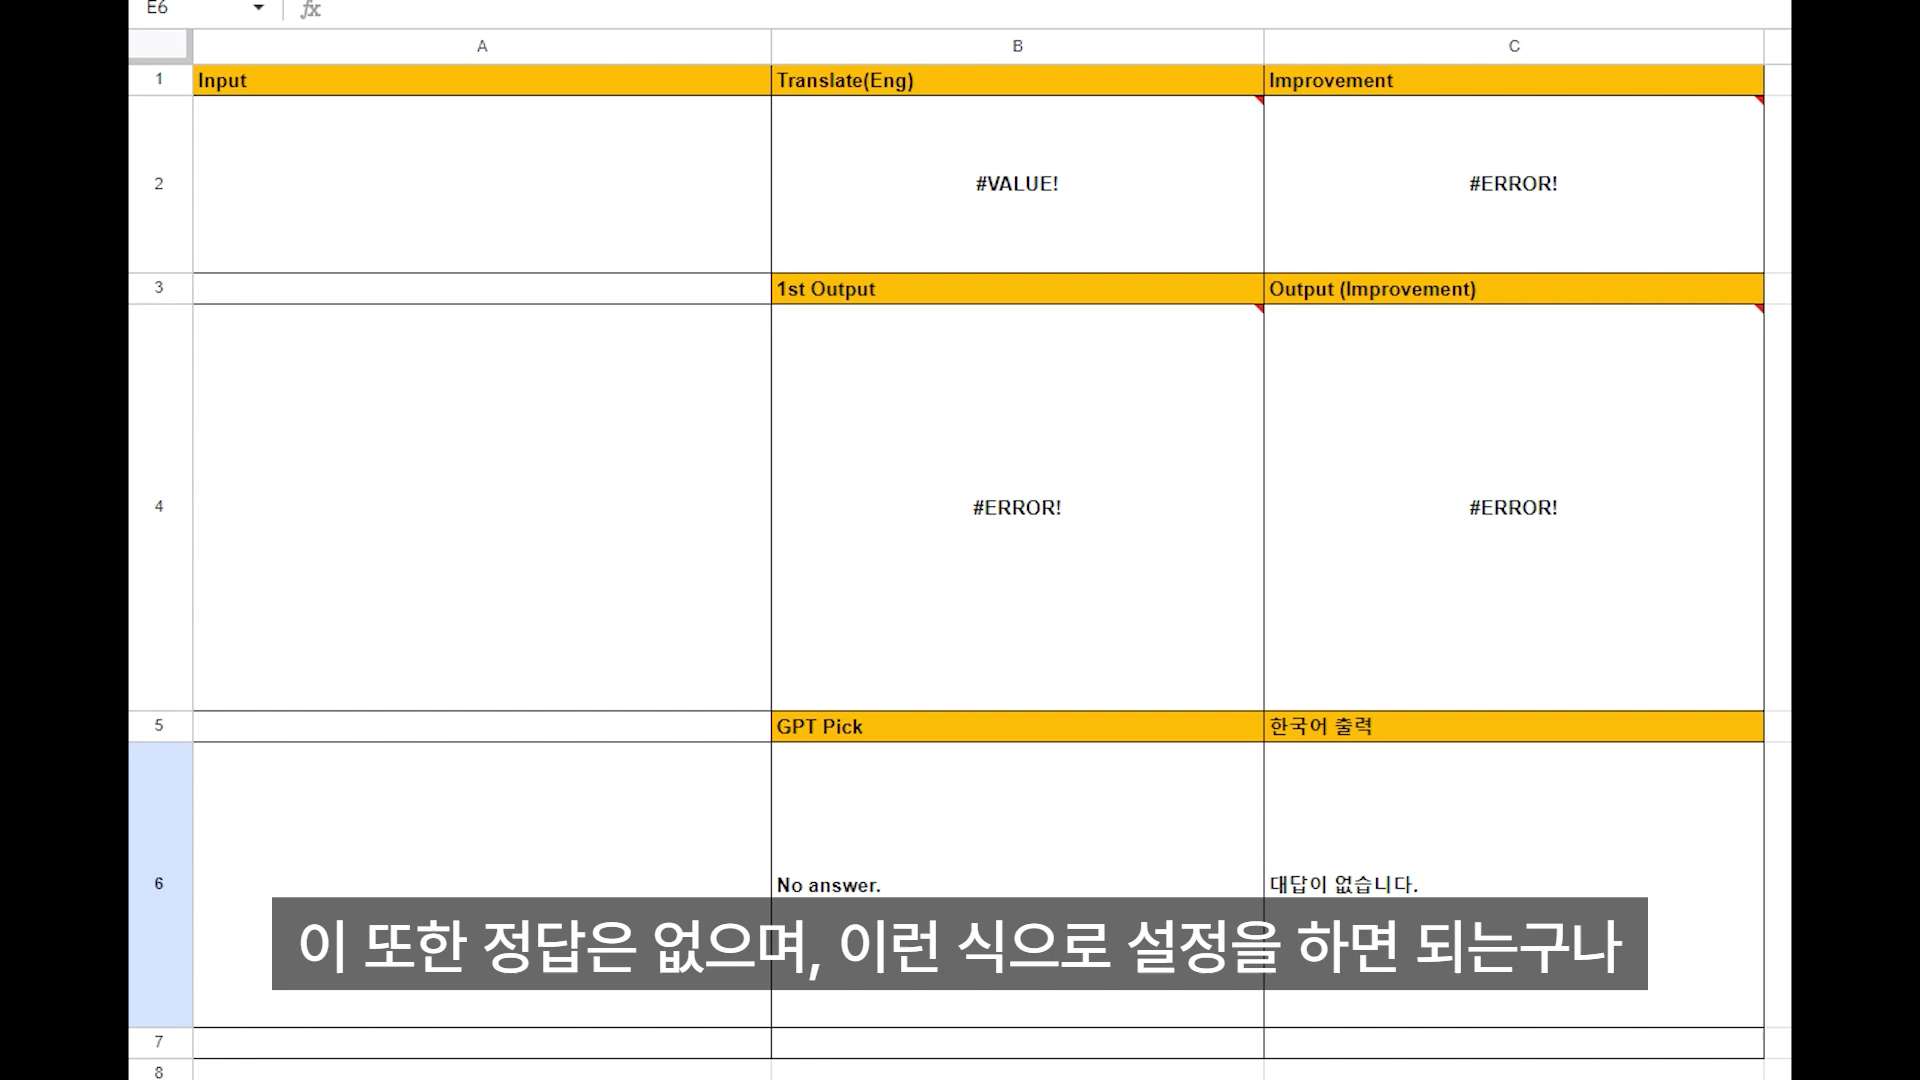 E6
fx
A B C
1 Input Translate(Eng) Improvement
2 #VALUE! #ERROR!
3 1st Output Output (Improvement)
4 #ERROR! #ERROR!
5 GPT Pick 한국어 출력
6 No answer. 대답이 없습니다.
이 또한 정답은 없으며, 이런 식으로 설정을 하면 되는구나
7
8